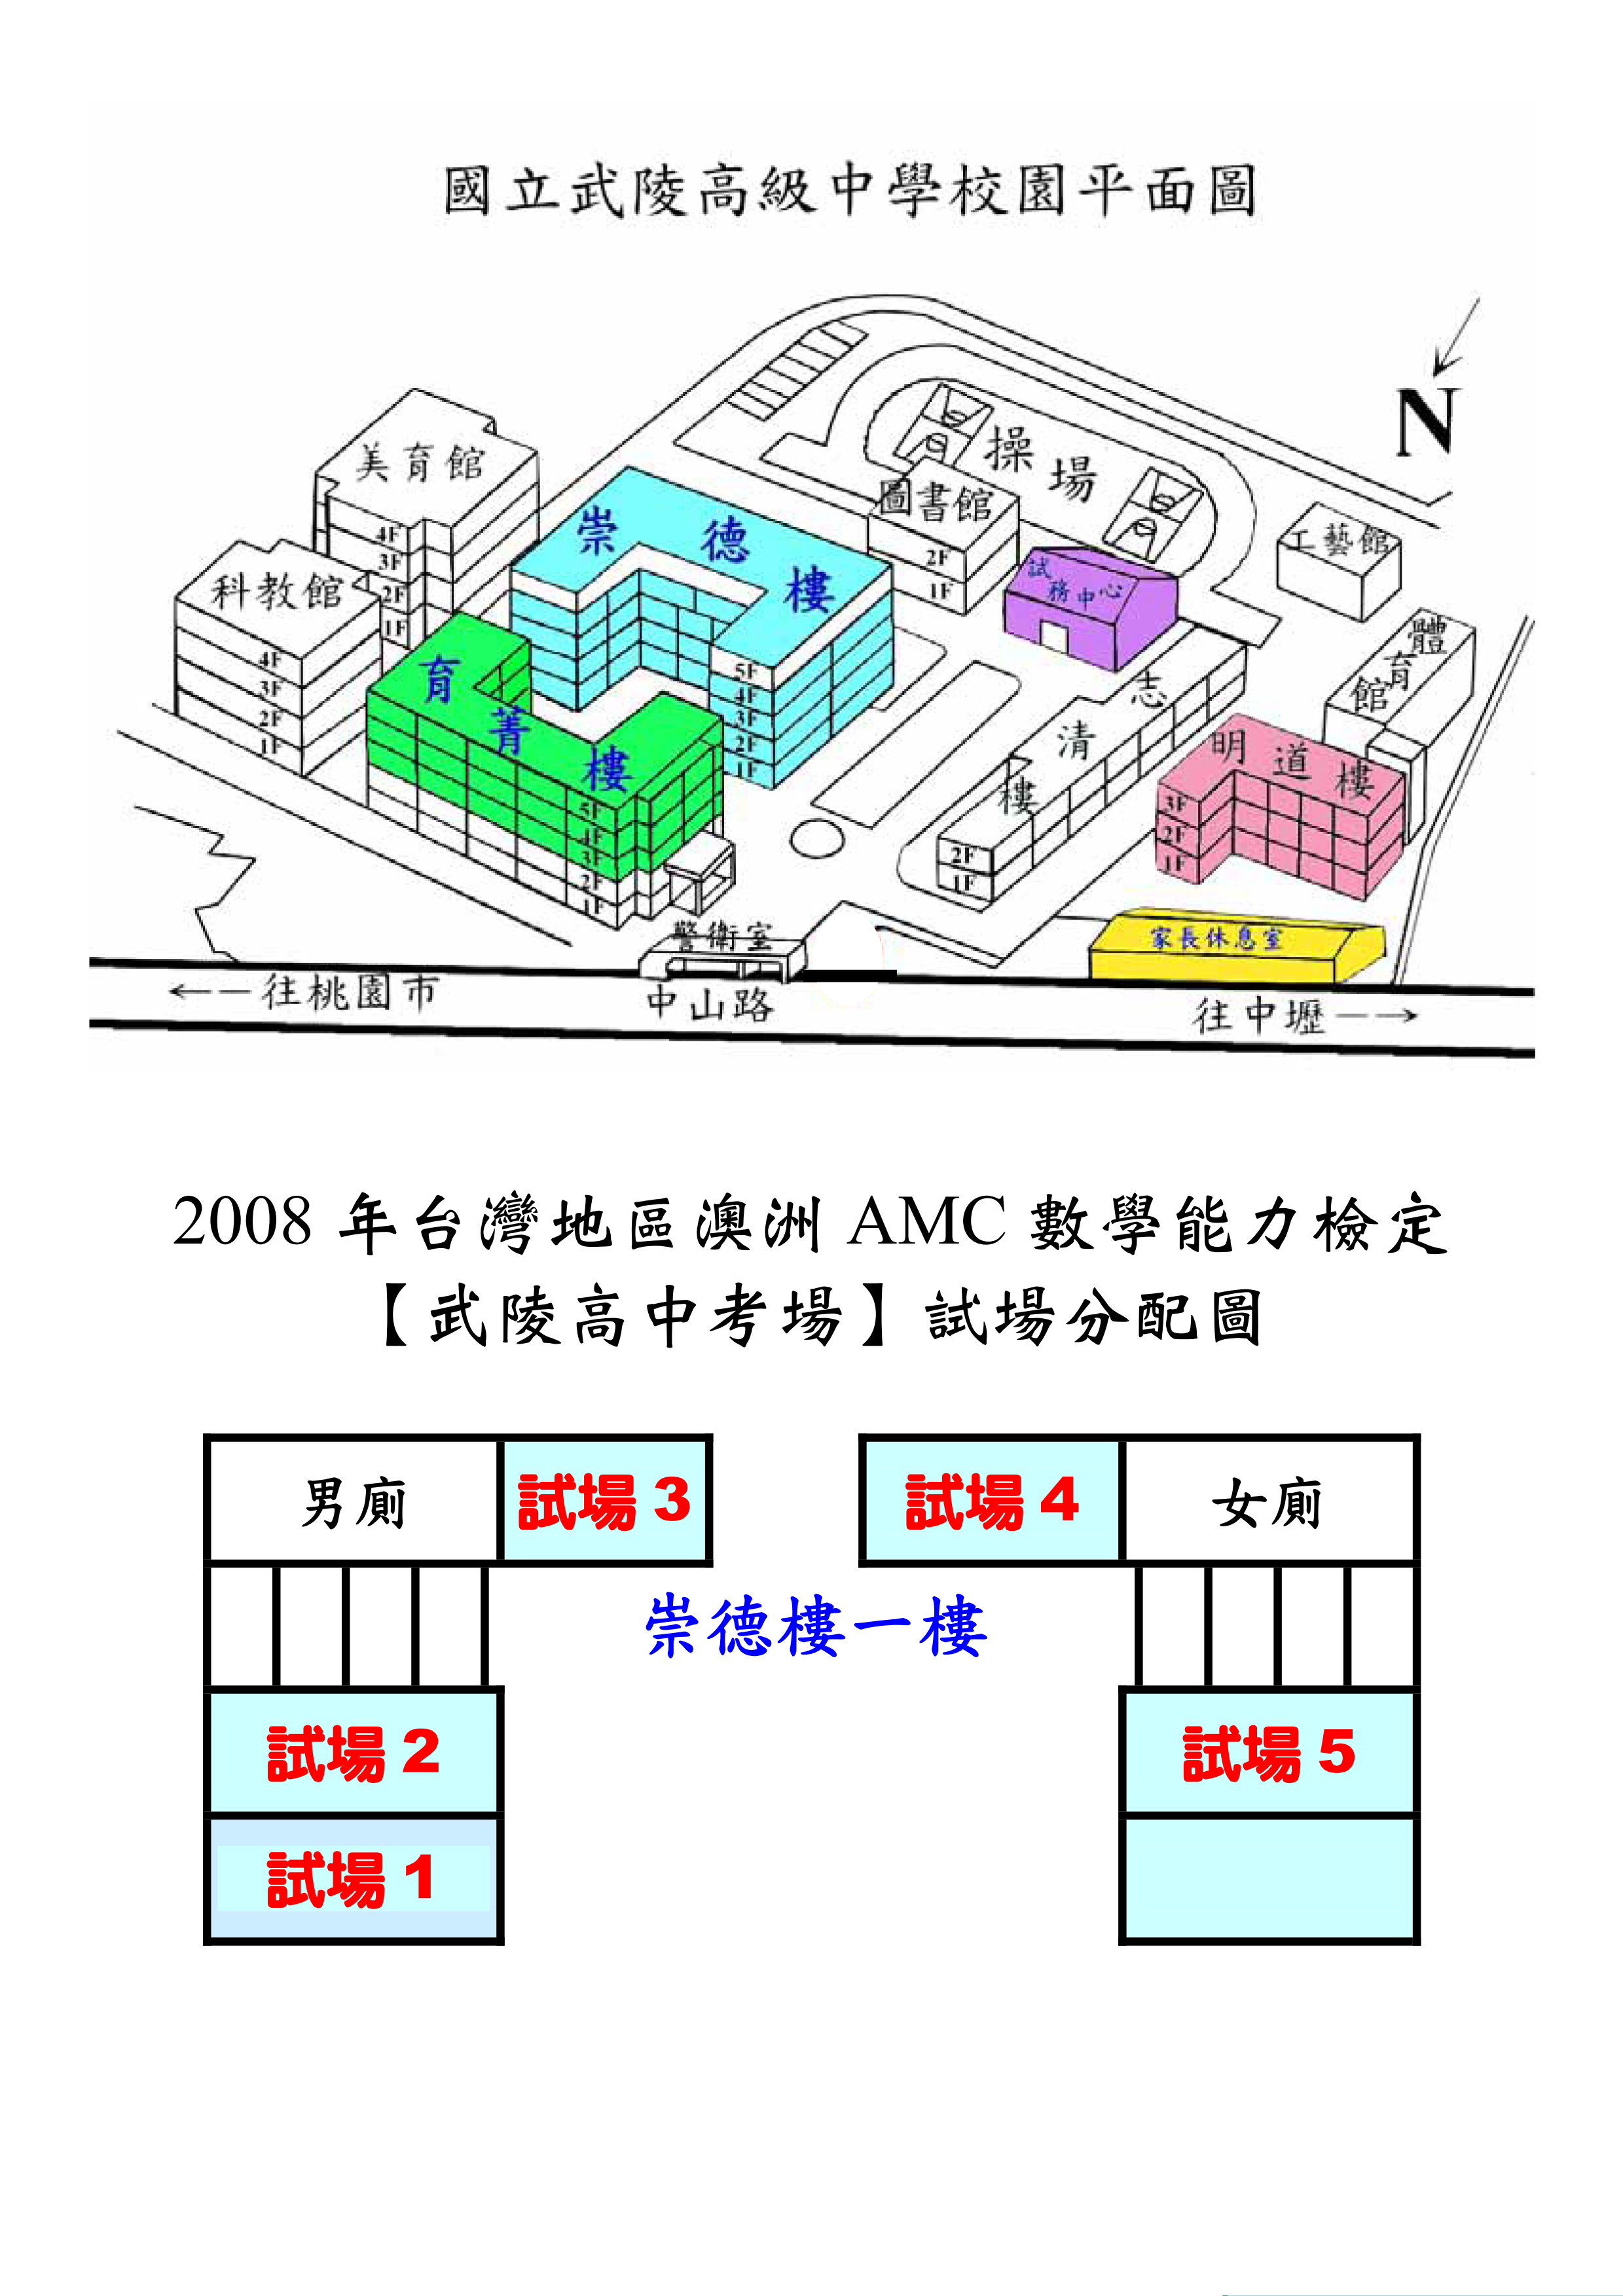 國立武陵高級中學校園平面圖
N
美育館
4F
3F
2F
1F
科教館
4F
3F
2F
1F
崇德樓
5F
4F
3F
2F
1F
育菁樓
5F
4F
3F
2F
1F
圖書館
2F
1F
操場
試務中心
工藝館
體育館
志清樓
2F
1F
明道樓
3F
2F
1F
家長休息室
警衛室
←─往桃園市
中山路
往中壢─→
2008 年台灣地區澳洲 AMC 數學能力檢定
【武陵高中考場】試場分配圖
男廁
試場 3
試場 4
女廁
崇德樓一樓
試場 2
試場 5
試場 1